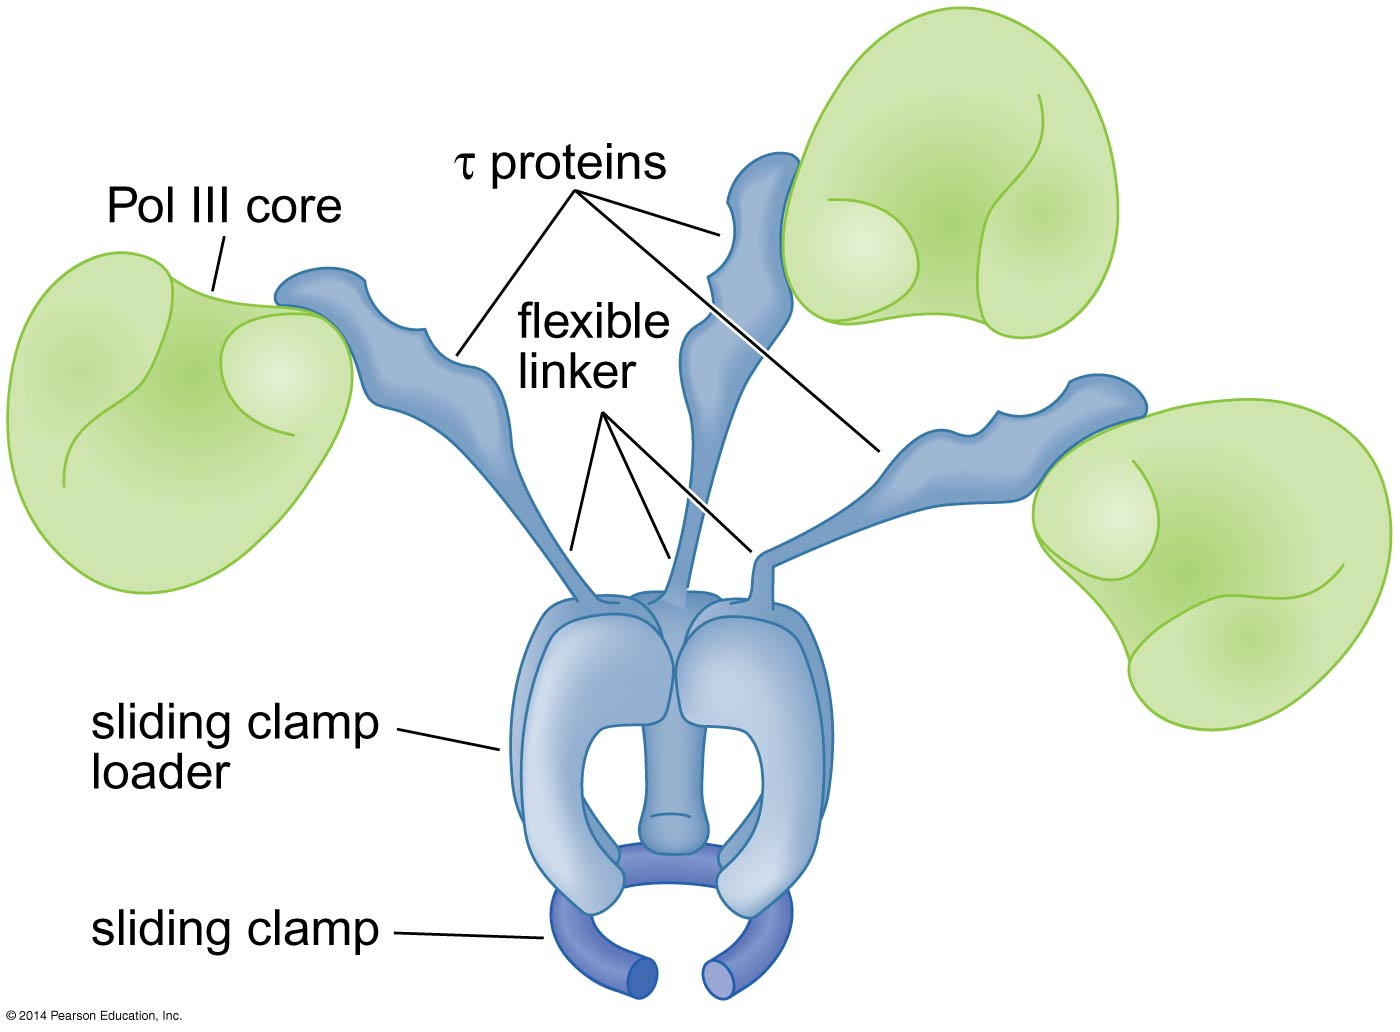 τ proteins
Pol III core
flexible
linker
sliding clamp
loader
sliding clamp
© 2014 Pearson Education, Inc.